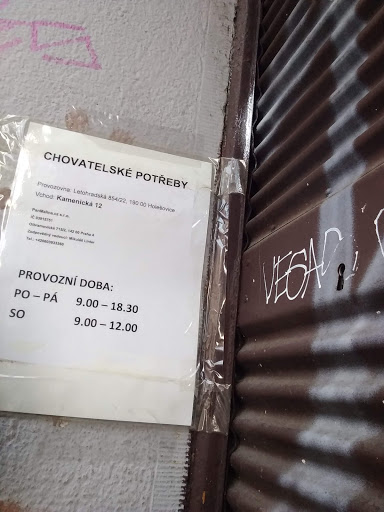 CHOVATELSKÉ POTŘEBY
Provozovna: Letohradská 854/22, 180 00 Holešovice
Vchod: Kamenická 12
PROVOZNÍ DOBA:
PO – PÁ 9.00 – 18.30
SO 9.00 – 12.00
VEGAC